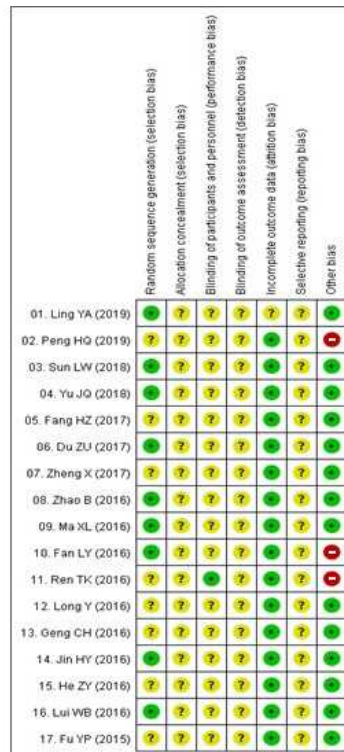 Random sequence generation (selection bias)
Allocation concealment (selection bias)
Blinding of participants and personnel (performance bias)
Blinding of outcome assessment (detection bias)
Incomplete outcome data (attrition bias)
Selective reporting (reporting bias)
Other bias
01. Ling YA (2019) + ? ? ? ? ? +
02. Peng HQ (2019) ? ? ? ? + ? -
03. Sun LW (2018) + ? ? ? + ? +
04. Yu JQ (2018) + ? ? ? + ? +
05. Fang HZ (2017) ? ? ? ? + ? +
06. Du ZU (2017) + ? ? ? + ? +
07. Zheng X (2017) ? ? ? ? + ? +
08. Zhao B (2016) + ? ? ? + ? +
09. Ma XL (2016) + ? ? ? + ? +
10. Fan LY (2016) + ? ? ? + ? -
11. Ren TK (2016) ? ? + ? + ? -
12. Long Y (2016) ? ? ? ? + ? +
13. Geng CH (2016) ? ? ? ? + ? +
14. Jin HY (2016) + ? ? ? + ? +
15. He ZY (2016) ? ? ? ? + ? +
16. Lui WB (2016) + ? ? ? + ? +
17. Fu YP (2015) ? ? ? ? + ? +